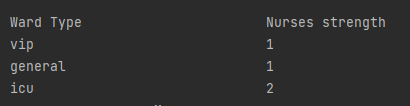 Ward Type Nurses strength
vip 1
general 1
icu 2